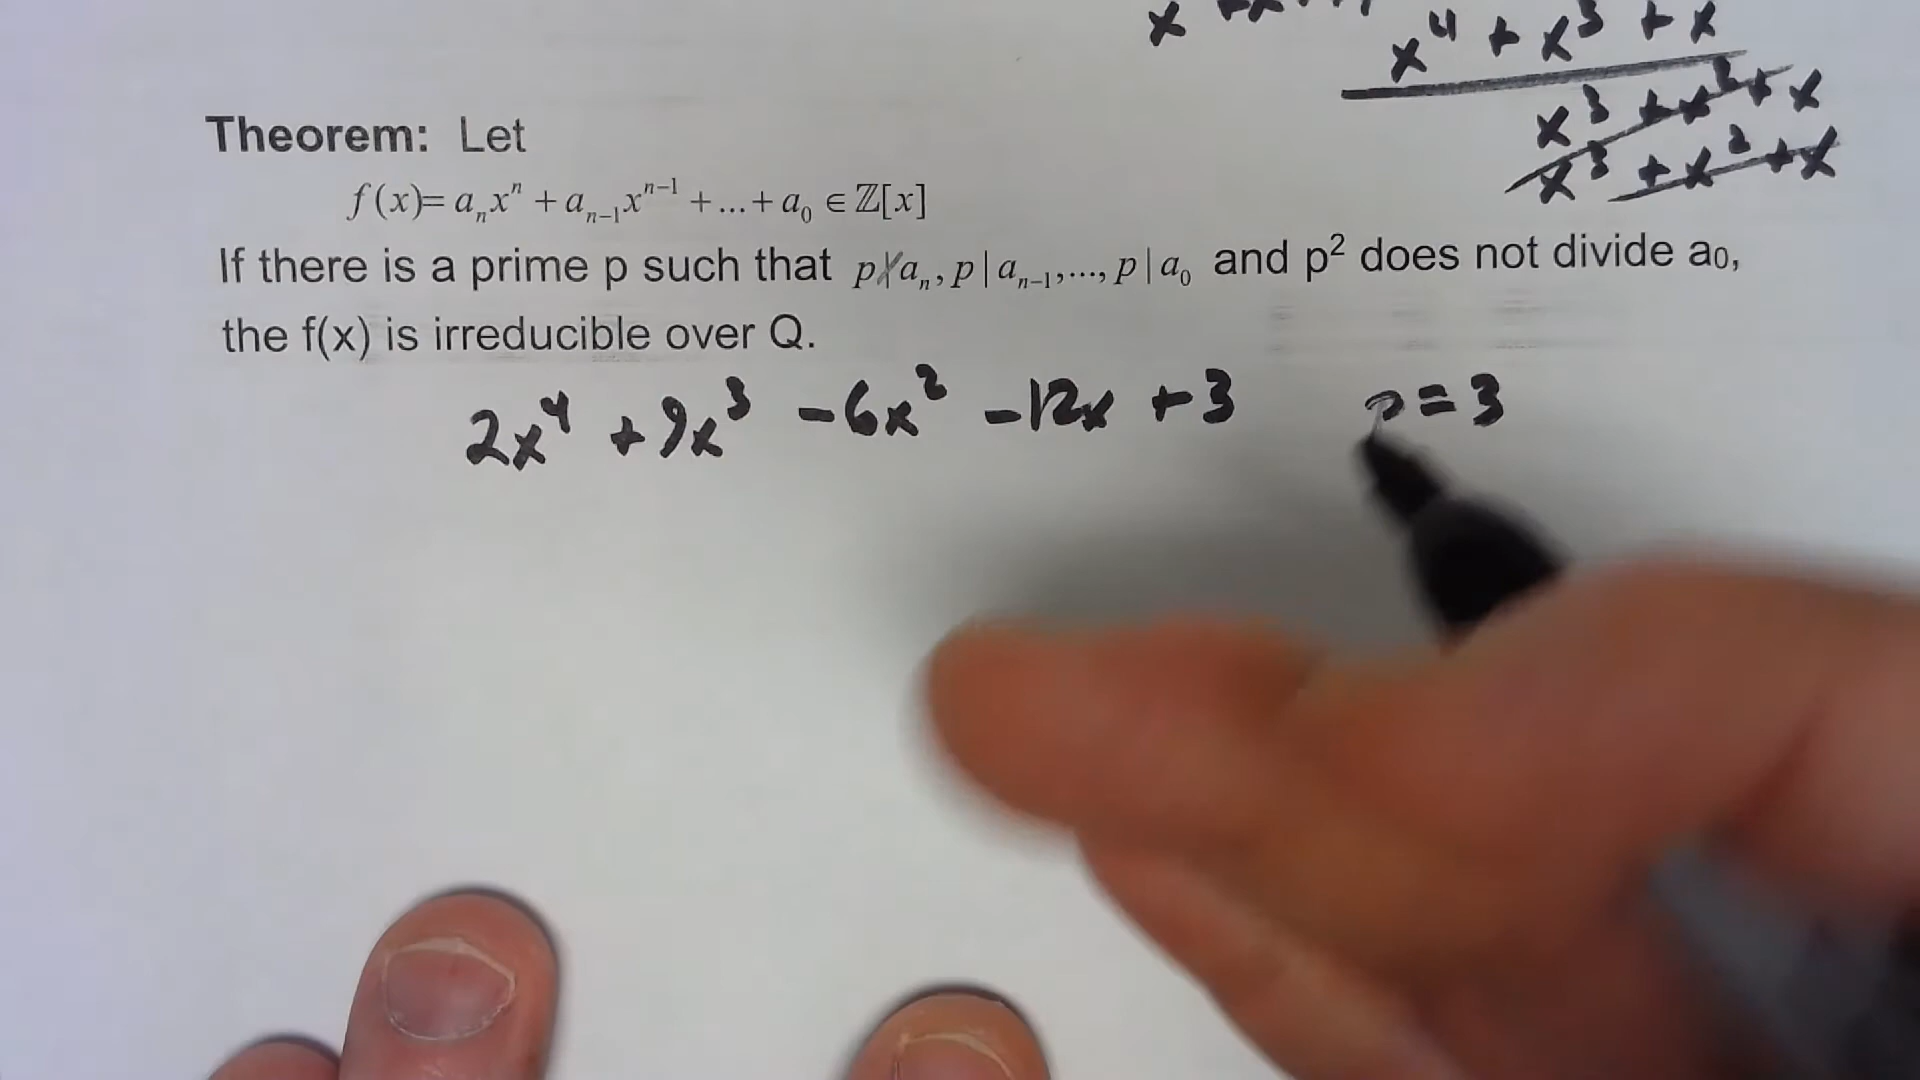 x⁴ + x³ + x
x³ + x² + x
x³ + x² + x
Theorem: Let
f(x)= aₙxⁿ + aₙ₋₁xⁿ⁻¹ +...+ a₀ ∈ ℤ[x]
If there is a prime p such that p∤aₙ, p|aₙ₋₁,..., p|a₀ and p² does not divide a₀,
the f(x) is irreducible over Q.
2x⁴ + 9x³ - 6x² - 12x + 3 p = 3